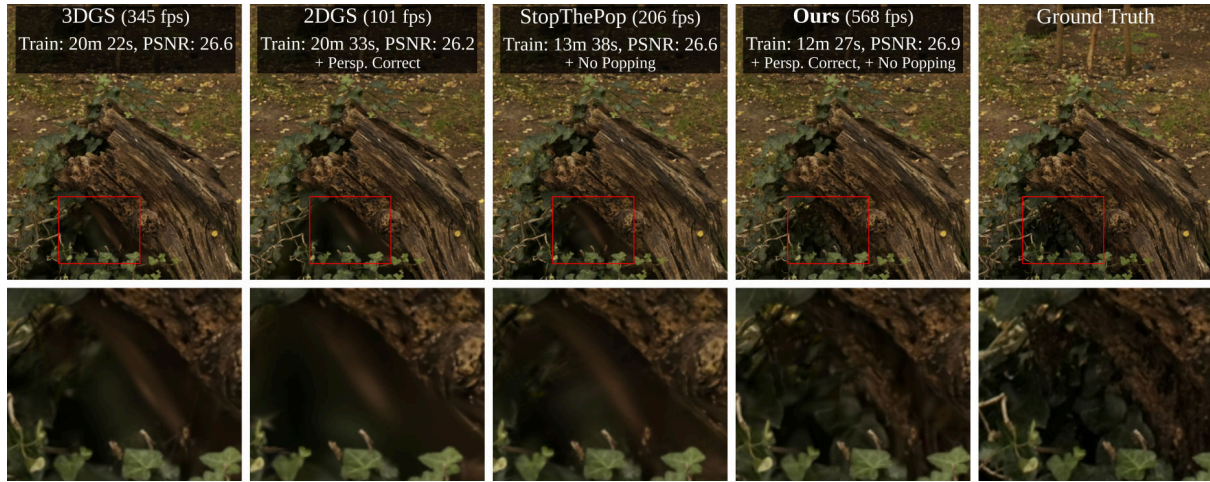 3DGS (345 fps)
Train: 20m 22s, PSNR: 26.6
2DGS (101 fps)
Train: 20m 33s, PSNR: 26.2
+ Persp. Correct
StopThePop (206 fps)
Train: 13m 38s, PSNR: 26.6
+ No Popping
Ours (568 fps)
Train: 12m 27s, PSNR: 26.9
+ Persp. Correct, + No Popping
Ground Truth